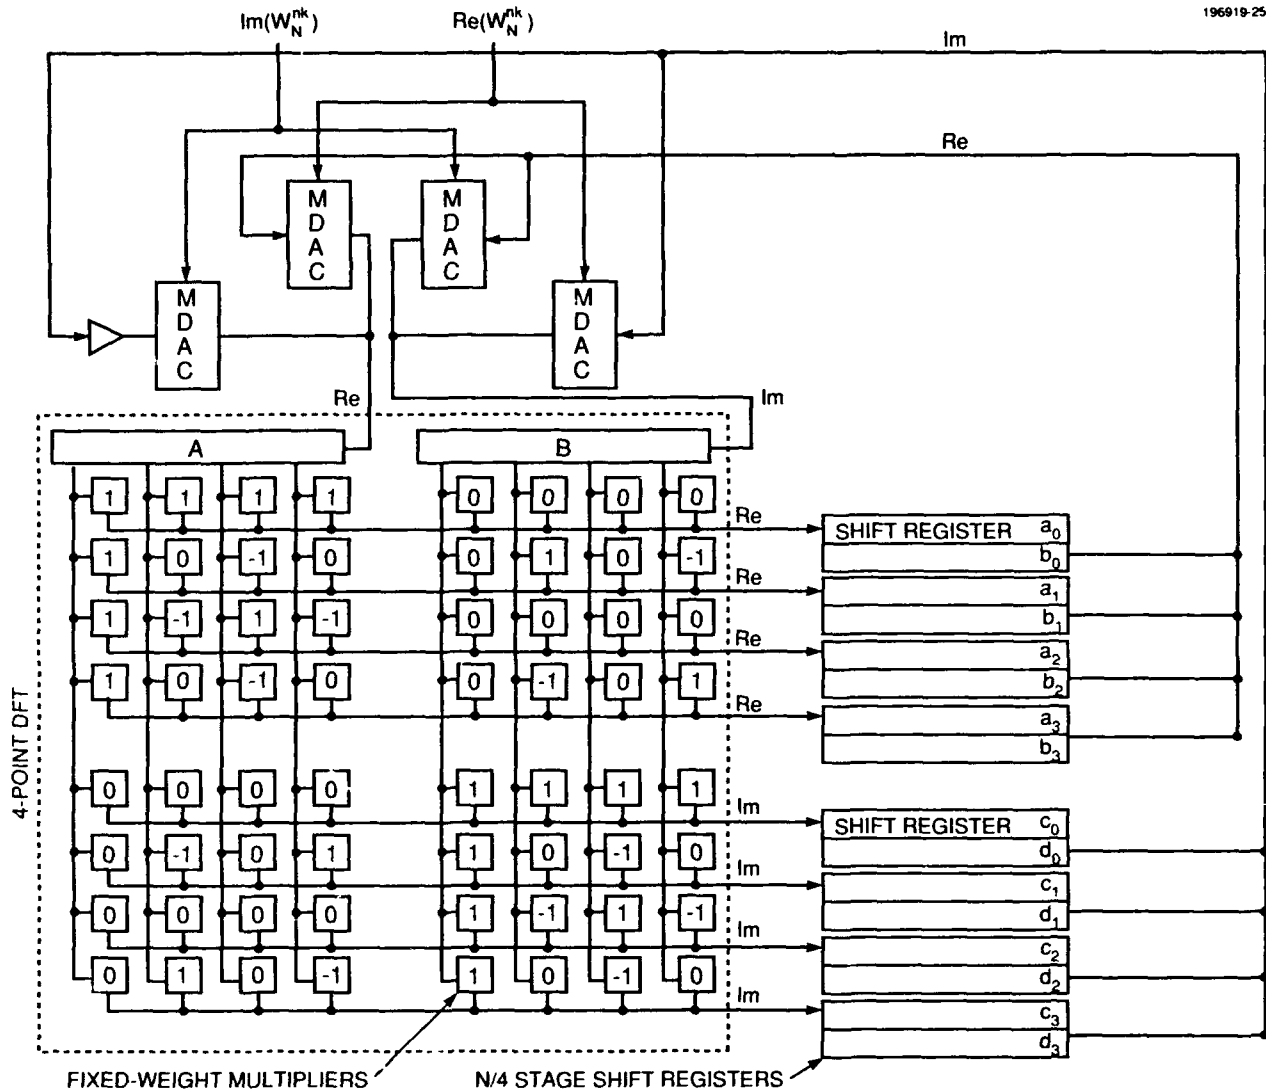 196919-25
Im(W_N^nk) Re(W_N^nk)
Im
Re
MDAC MDAC
MDAC MDAC
Re Im
A B
1 1 1 1 0 0 0 0
Re
SHIFT REGISTER a0
b0
1 0 -1 0 0 1 0 -1
Re
a1
b1
1 -1 1 -1 0 0 0 0
Re
a2
b2
1 0 -1 0 0 -1 0 1
Re
a3
b3
4-POINT DFT
0 0 0 0 1 1 1 1
Im
SHIFT REGISTER c0
d0
0 -1 0 1 1 0 -1 0
Im
c1
d1
0 0 0 0 1 -1 1 -1
Im
c2
d2
0 1 0 -1 1 0 -1 0
Im
c3
d3
FIXED-WEIGHT MULTIPLIERS N/4 STAGE SHIFT REGISTERS